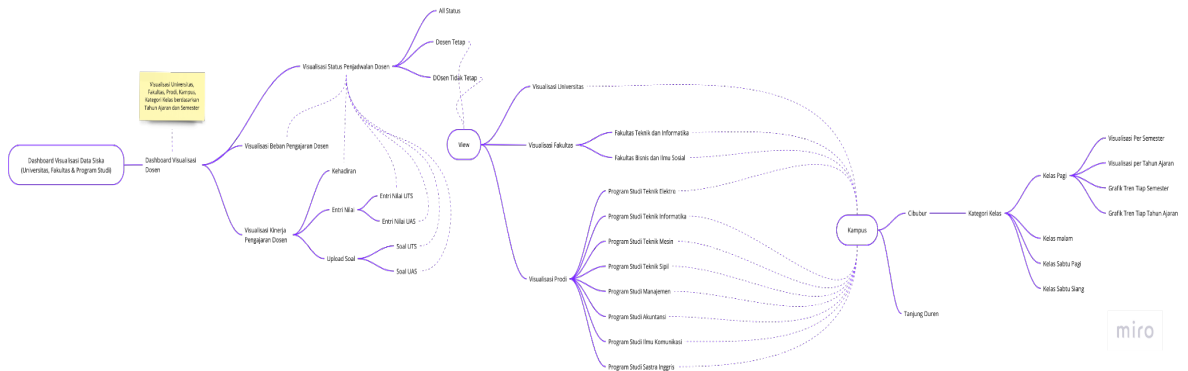 Visualisasi Universitas,
Fakultas, Prodi, Kampus,
Kategori Kelas berdasarkan
Tahun Ajaran dan Semester
Dashboard Visualisasi Data Siska
(Universitas, Fakultas & Program Studi)
Dashboard Visualisasi
Dosen
Visualisasi Status Penjadwalan Dosen
All Status
Dosen Tetap
DOsen Tidak Tetap
Visualisasi Beban Pengajaran Dosen
Visualisasi Kinerja
Pengajaran Dosen
Kehadiran
Entri Nilai
Entri Nilai UTS
Entri Nilai UAS
Upload Soal
Soal UTS
Soal UAS
View
Visualisasi Universitas
Visualisasi Fakultas
Fakultas Teknik dan Informatika
Fakultas Bisnis dan Ilmu Sosial
Visualisasi Prodi
Program Studi Teknik Elektro
Program Studi Teknik Informatika
Program Studi Teknik Mesin
Program Studi Teknik Sipil
Program Studi Manajemen
Program Studi Akuntansi
Program Studi Ilmu Komunikasi
Program Studi Sastra Inggris
Kampus
Cibubur
Kategori Kelas
Kelas Pagi
Visualisasi Per Semester
Visualisasi per Tahun Ajaran
Grafik Tren Tiap Semester
Grafik Tren Tiap Tahun Ajaran
Kelas malam
Kelas Sabtu Pagi
Kelas Sabtu Siang
Tanjung Duren
miro